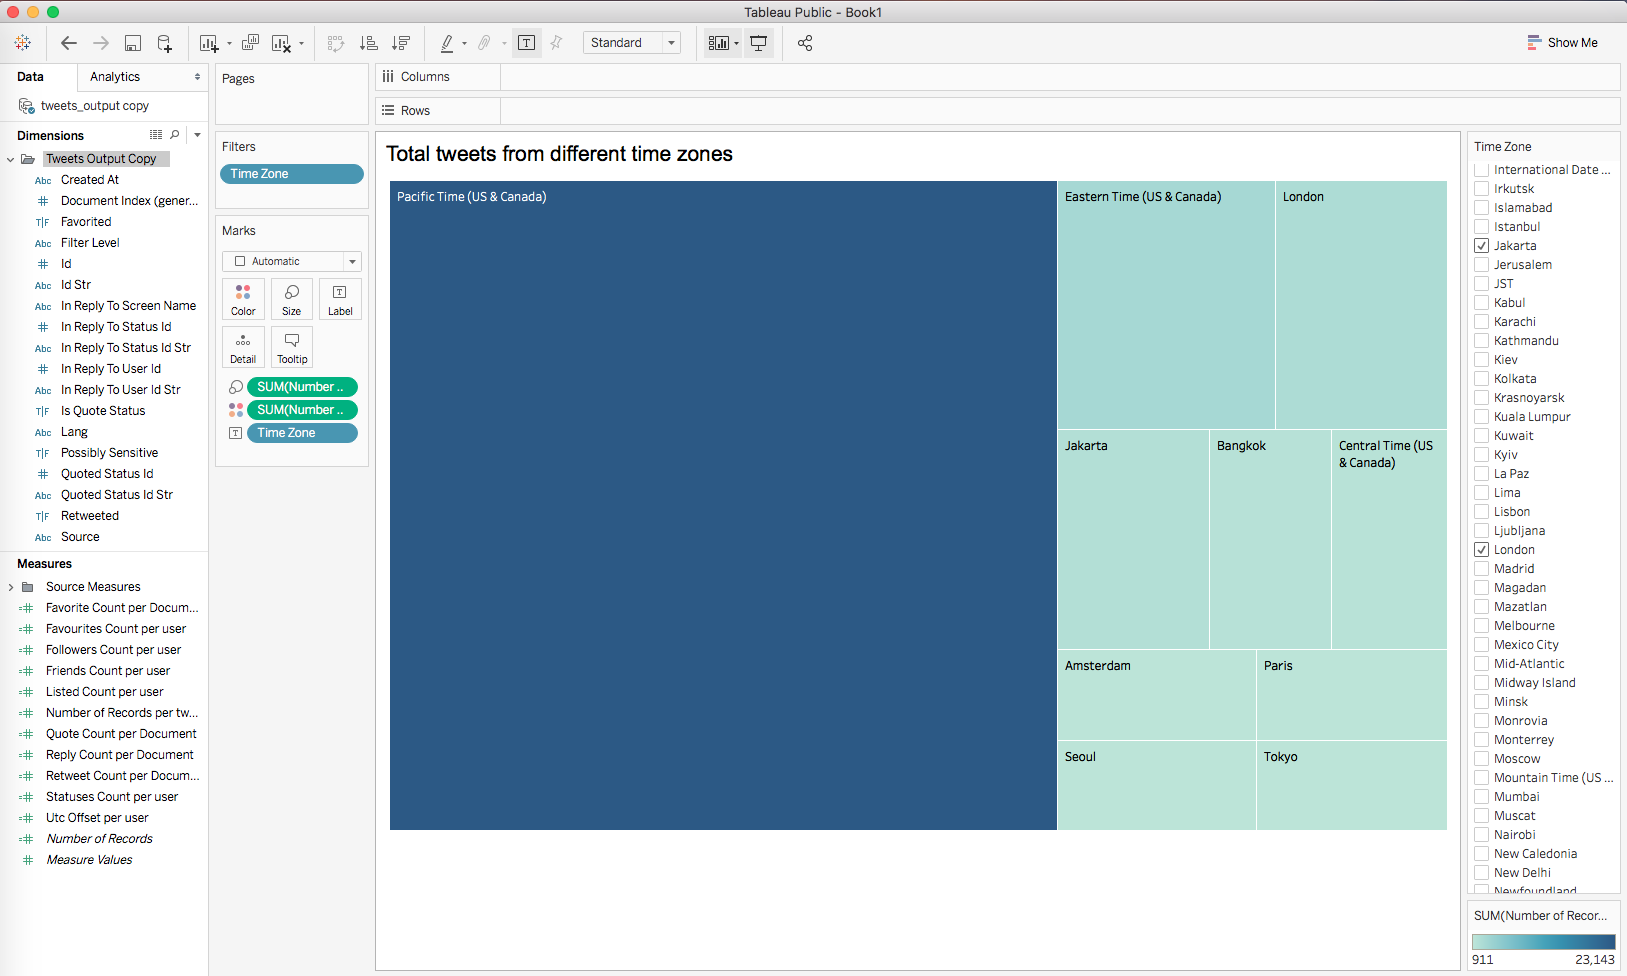 Tableau Public - Book1
Standard
Show Me
Data
Analytics
tweets_output copy
Dimensions
Tweets Output Copy
Abc Created At
# Document Index (gener...
T|F Favorited
Abc Filter Level
# Id
Abc Id Str
Abc In Reply To Screen Name
# In Reply To Status Id
Abc In Reply To Status Id Str
# In Reply To User Id
Abc In Reply To User Id Str
T|F Is Quote Status
Abc Lang
T|F Possibly Sensitive
# Quoted Status Id
Abc Quoted Status Id Str
T|F Retweeted
Abc Source
Measures
Source Measures
=# Favorite Count per Docum...
=# Favourites Count per user
=# Followers Count per user
=# Friends Count per user
=# Listed Count per user
=# Number of Records per tw...
=# Quote Count per Document
=# Reply Count per Document
=# Retweet Count per Docum...
=# Statuses Count per user
=# Utc Offset per user
=# Number of Records
# Measure Values
Pages
Filters
Time Zone
Marks
Automatic
Color
Size
T
Label
Detail
Tooltip
SUM(Number ..
SUM(Number ..
T Time Zone
Columns
Rows
Total tweets from different time zones
Pacific Time (US & Canada)
Eastern Time (US & Canada)
London
Jakarta
Bangkok
Central Time (US
& Canada)
Amsterdam
Paris
Seoul
Tokyo
Time Zone
International Date ...
Irkutsk
Islamabad
Istanbul
Jakarta
Jerusalem
JST
Kabul
Karachi
Kathmandu
Kiev
Kolkata
Krasnoyarsk
Kuala Lumpur
Kuwait
Kyiv
La Paz
Lima
Lisbon
Ljubljana
London
Madrid
Magadan
Mazatlan
Melbourne
Mexico City
Mid-Atlantic
Midway Island
Minsk
Monrovia
Monterrey
Moscow
Mountain Time (US ...
Mumbai
Muscat
Nairobi
New Caledonia
New Delhi
Newfoundland
SUM(Number of Recor...
911
23,143